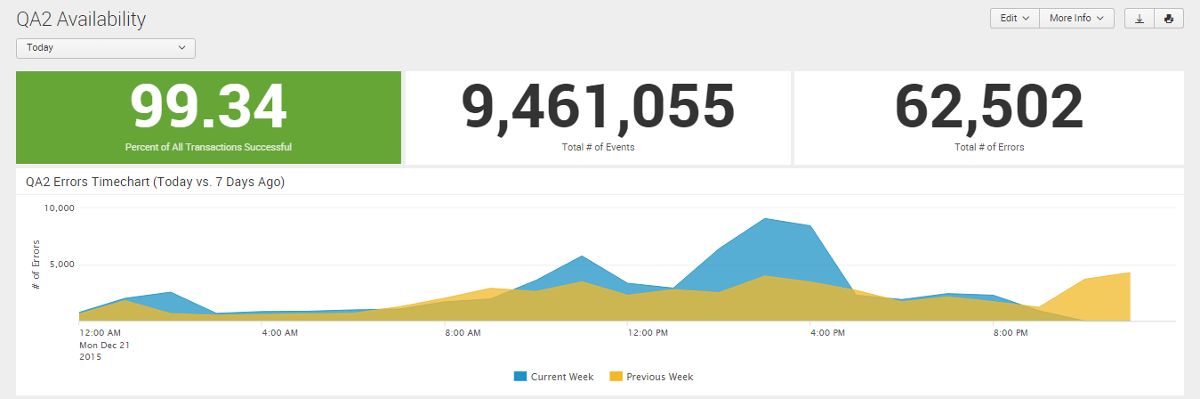 QA2 Availability
Edit
More Info
Today
99.34
Percent of All Transactions Successful
9,461,055
Total # of Events
62,502
Total # of Errors
QA2 Errors Timechart (Today vs. 7 Days Ago)
10,000
5,000
# of Errors
12:00 AM
Mon Dec 21
2015
4:00 AM
8:00 AM
12:00 PM
4:00 PM
8:00 PM
Current Week
Previous Week